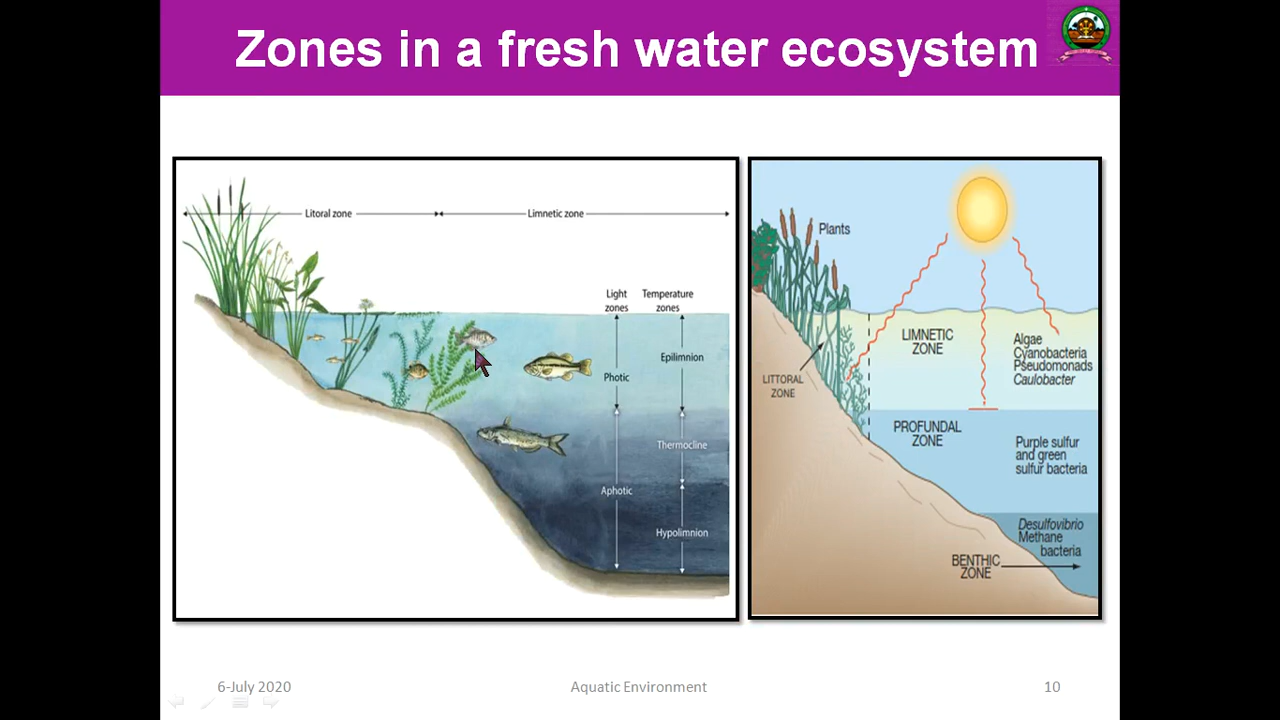 Zones in a fresh water ecosystem
Litoral zone
Limnetic zone
Light
zones
Temperature
zones
Epilimnion
Photic
Thermocline
Aphotic
Hypolimnion
Plants
LIMNETIC
ZONE
Algae
Cyanobacteria
Pseudomonads
Caulobacter
LITTORAL
ZONE
PROFUNDAL
ZONE
Purple sulfur
and green
sulfur bacteria
Desulfovibrio
Methane
bacteria
BENTHIC
ZONE
6-July 2020
Aquatic Environment
10